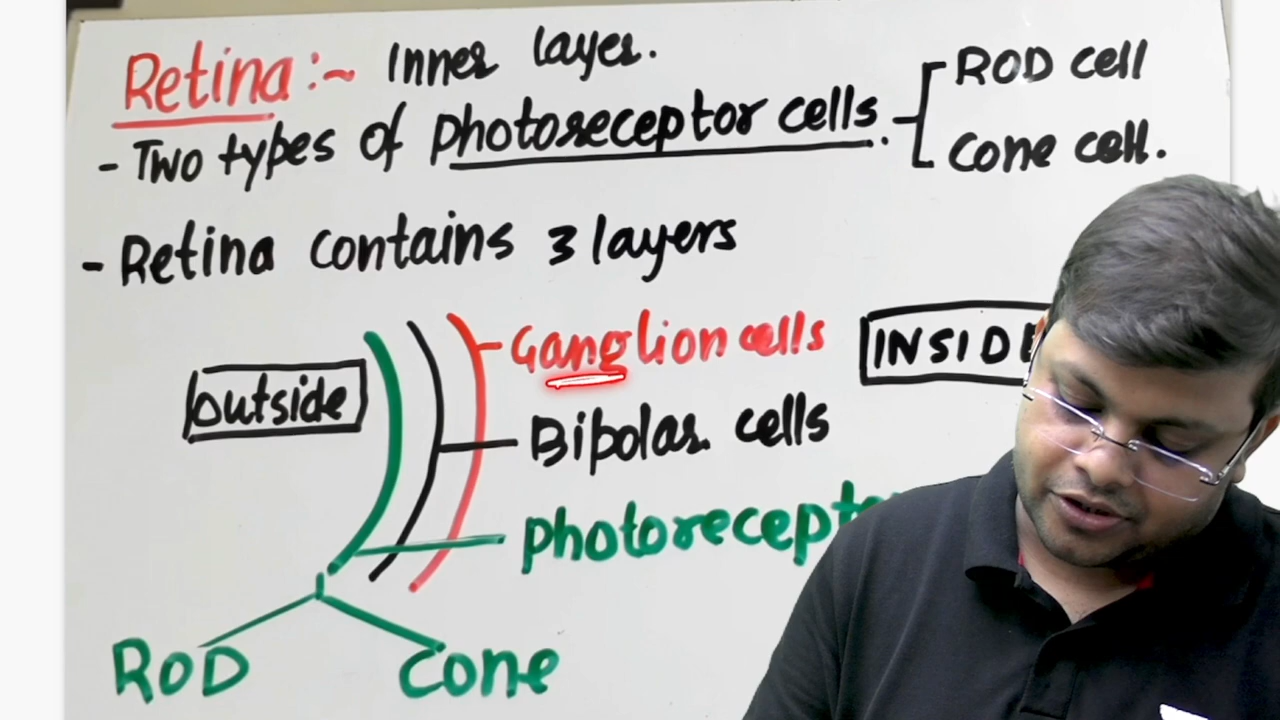 Retina :~ Inner layer.
- Two types of photoreceptor cells. - ROD cell
Cone cell.
- Retina contains 3 layers
Ganglion cells
outside
Bipolar cells
ROD Cone